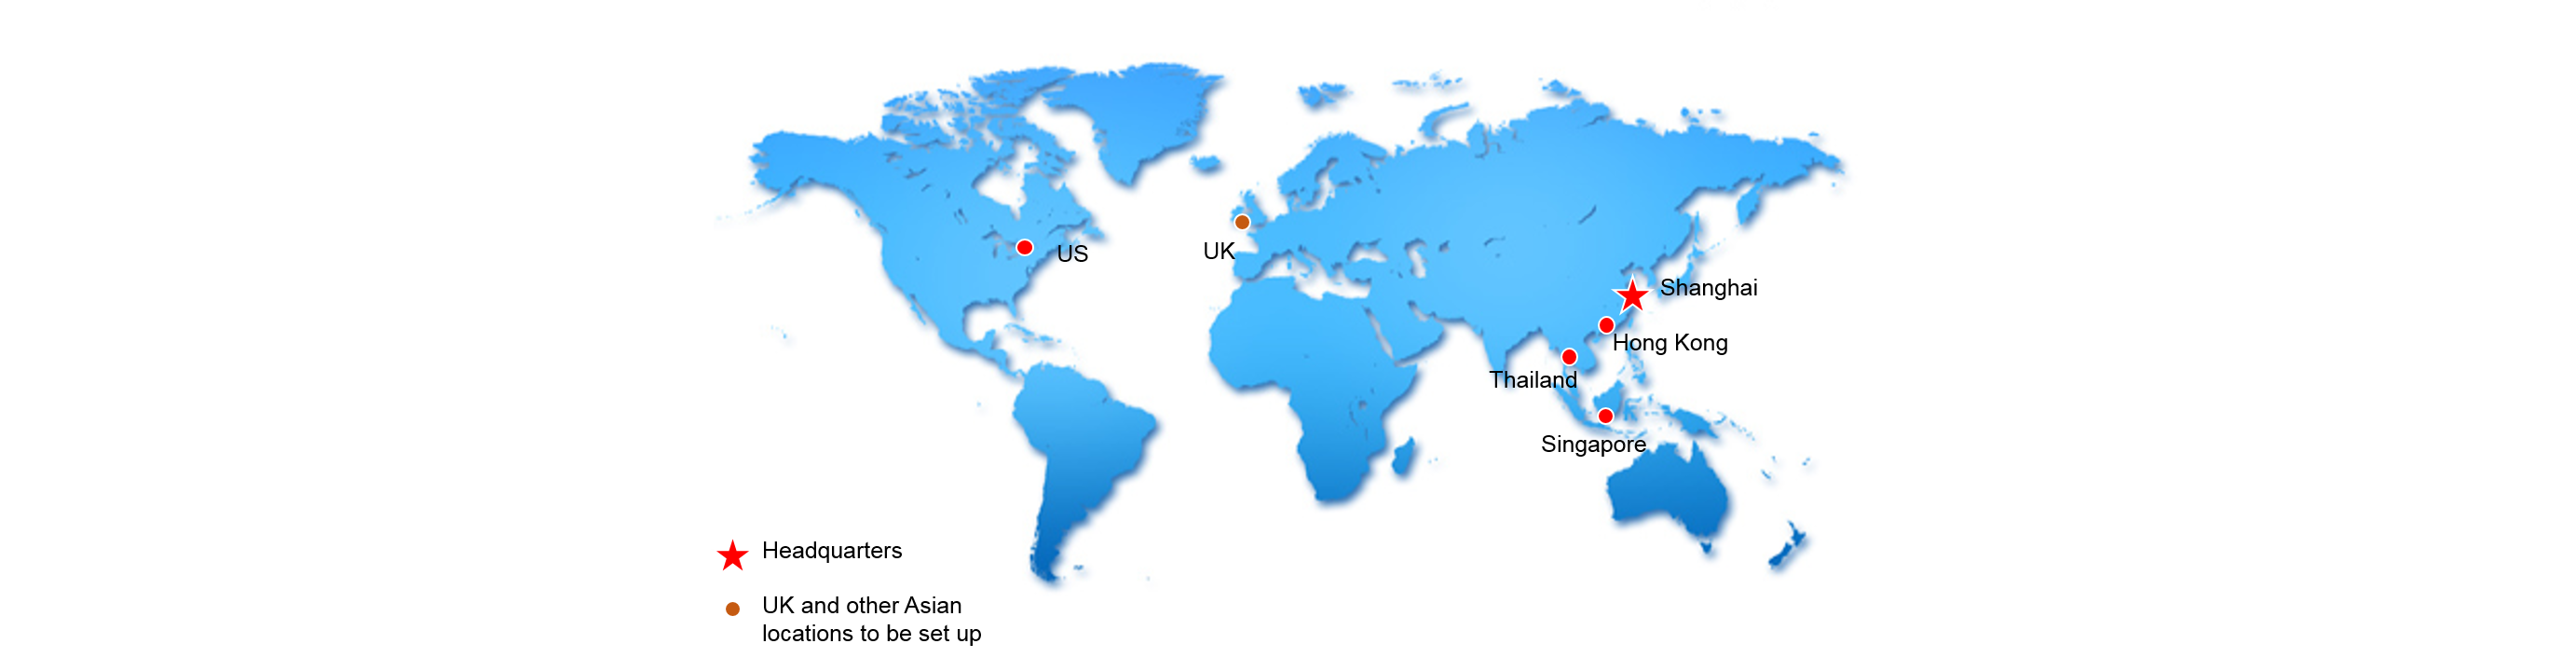 US
UK
Shanghai
Hong Kong
Thailand
Singapore
Headquarters
UK and other Asian
locations to be set up